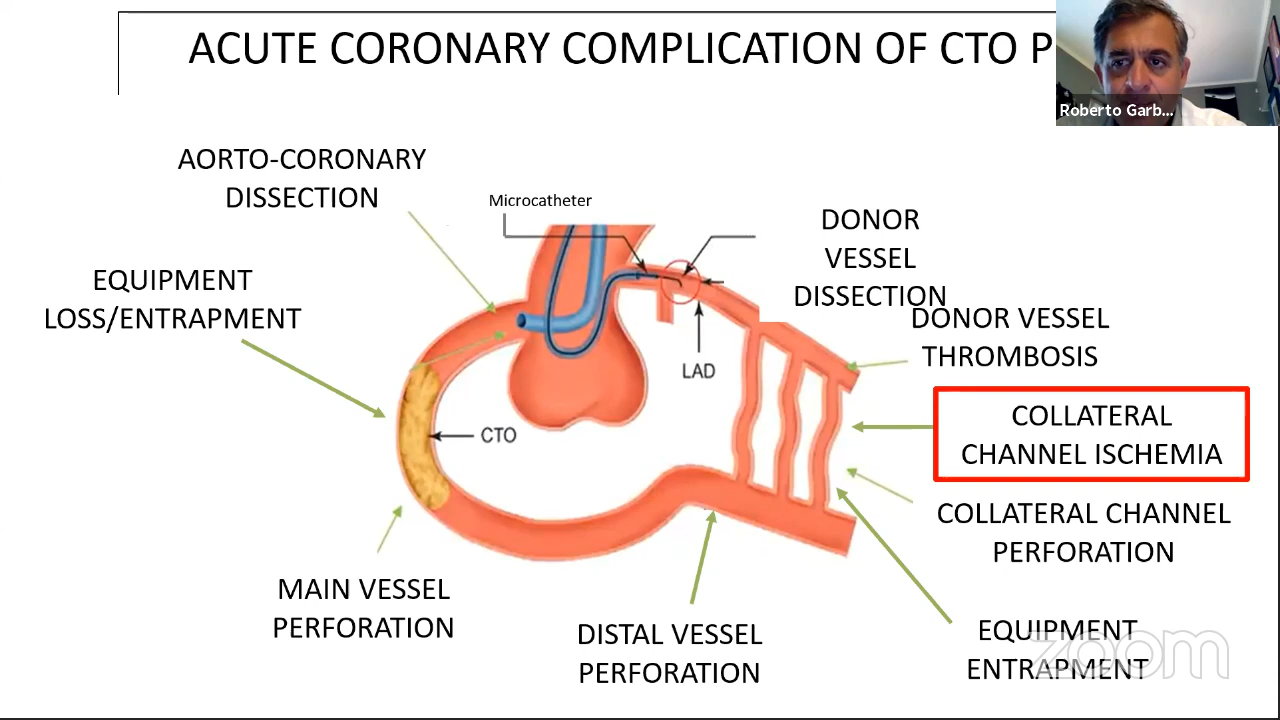 ACUTE CORONARY COMPLICATION OF CTO P
Roberto Garb...
AORTO-CORONARY
DISSECTION
Microcatheter
DONOR
VESSEL
DISSECTION
EQUIPMENT
LOSS/ENTRAPMENT
DONOR VESSEL
THROMBOSIS
LAD
COLLATERAL
CHANNEL ISCHEMIA
CTO
COLLATERAL CHANNEL
PERFORATION
MAIN VESSEL
PERFORATION
DISTAL VESSEL
PERFORATION
EQUIPMENT
ENTRAPMENT
zoom